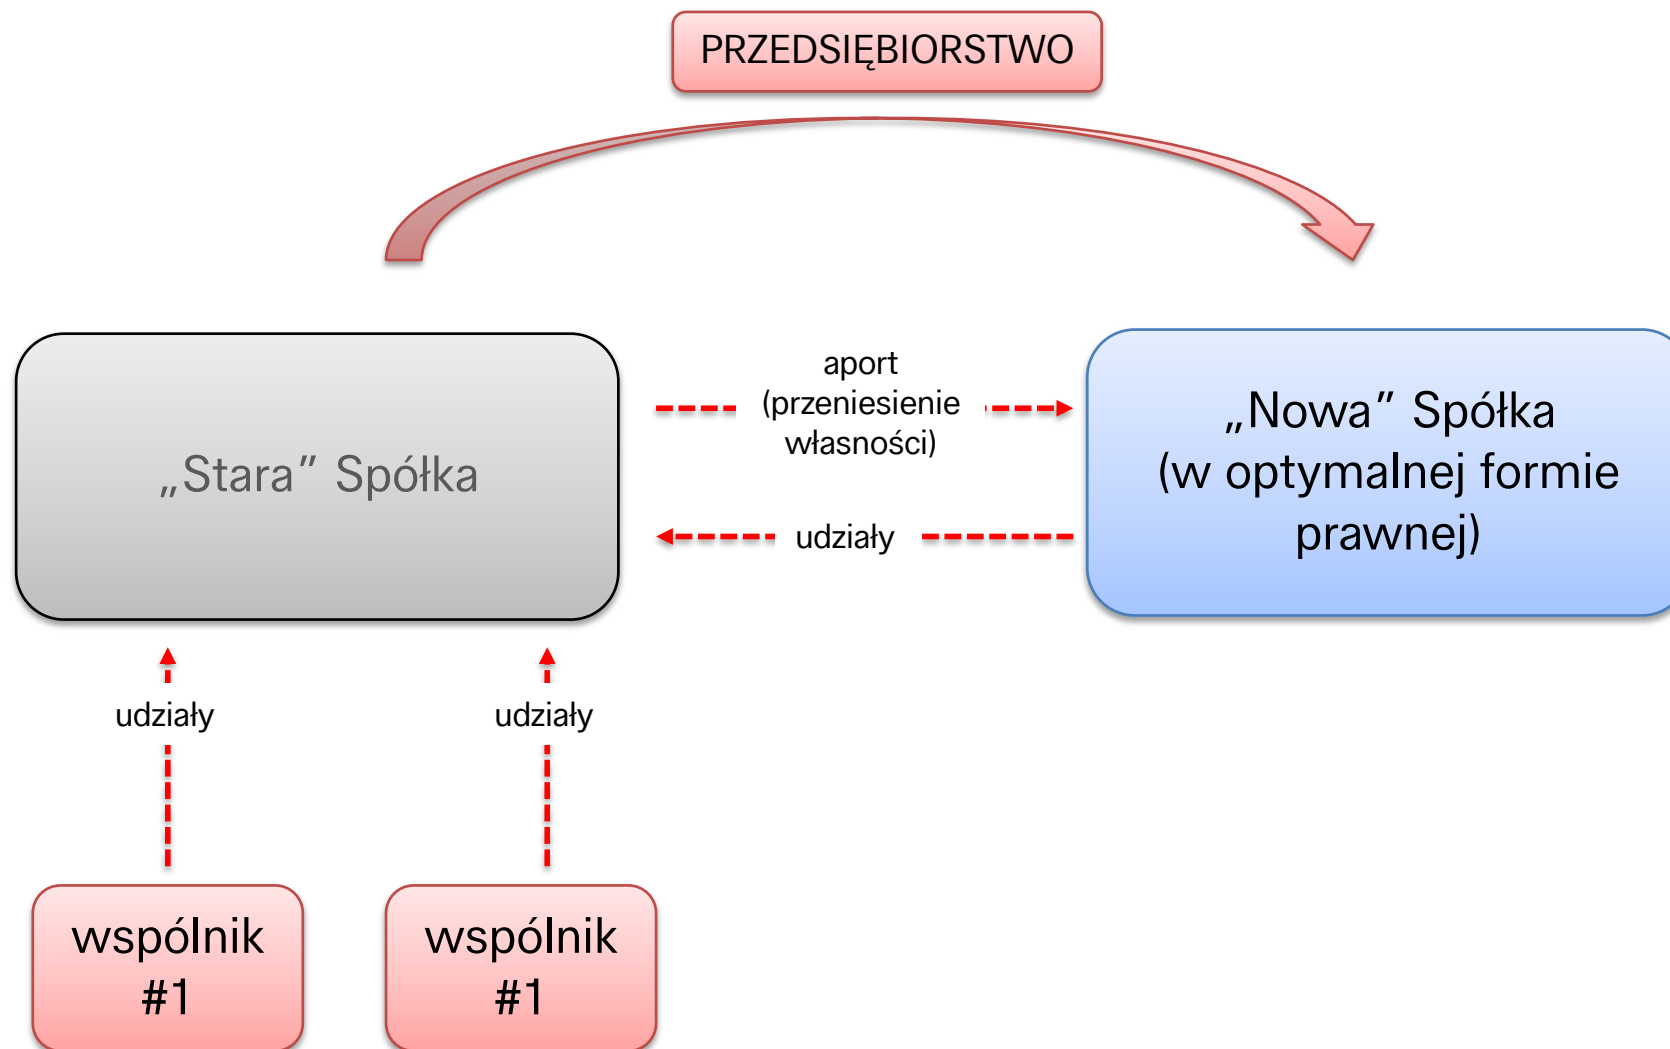 PRZEDSIĘBIORSTWO
„Stara” Spółka
aport
(przeniesienie
własności)
udziały
„Nowa” Spółka
(w optymalnej formie
prawnej)
udziały
udziały
wspólnik
#1
wspólnik
#1